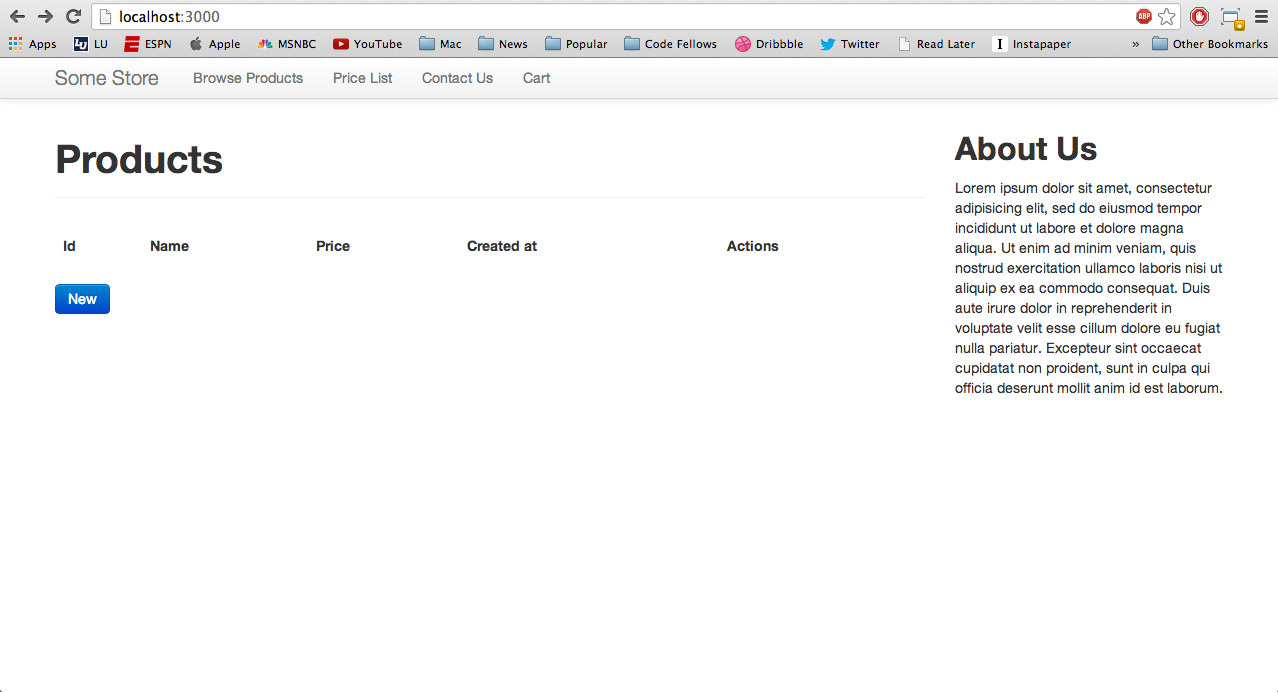 localhost:3000
ABP
Apps LU ESPN Apple MSNBC YouTube Mac News Popular Code Fellows Dribbble Twitter Read Later I Instapaper » Other Bookmarks
Some Store Browse Products Price List Contact Us Cart
Products
Id Name Price Created at Actions
New
About Us
Lorem ipsum dolor sit amet, consectetur
adipisicing elit, sed do eiusmod tempor
incididunt ut labore et dolore magna
aliqua. Ut enim ad minim veniam, quis
nostrud exercitation ullamco laboris nisi ut
aliquip ex ea commodo consequat. Duis
aute irure dolor in reprehenderit in
voluptate velit esse cillum dolore eu fugiat
nulla pariatur. Excepteur sint occaecat
cupidatat non proident, sunt in culpa qui
officia deserunt mollit anim id est laborum.